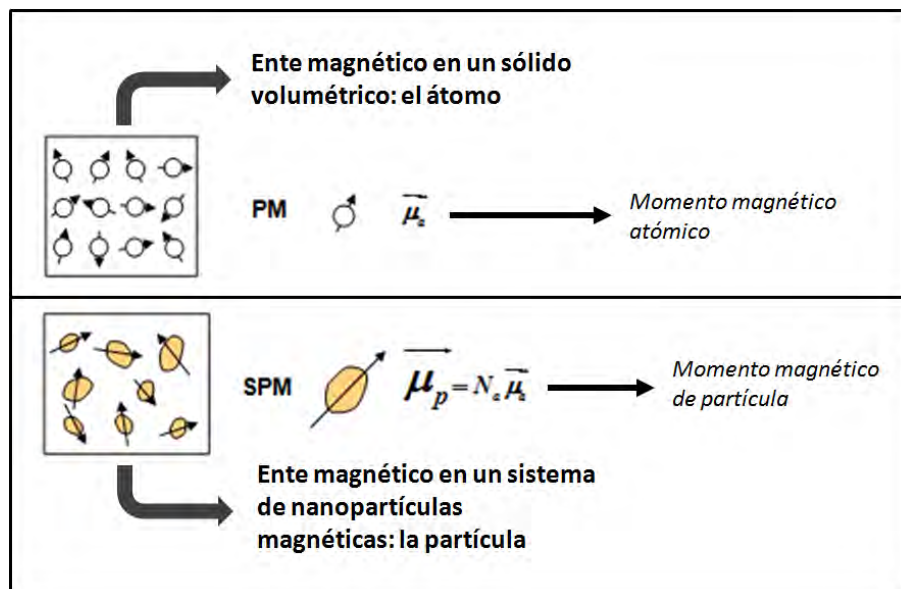 Ente magnético en un sólido
volumétrico: el átomo
PM
μₐ
Momento magnético
atómico
SPM
μₚ = Nₐ μₐ
Momento magnético
de partícula
Ente magnético en un sistema
de nanopartículas
magnéticas: la partícula